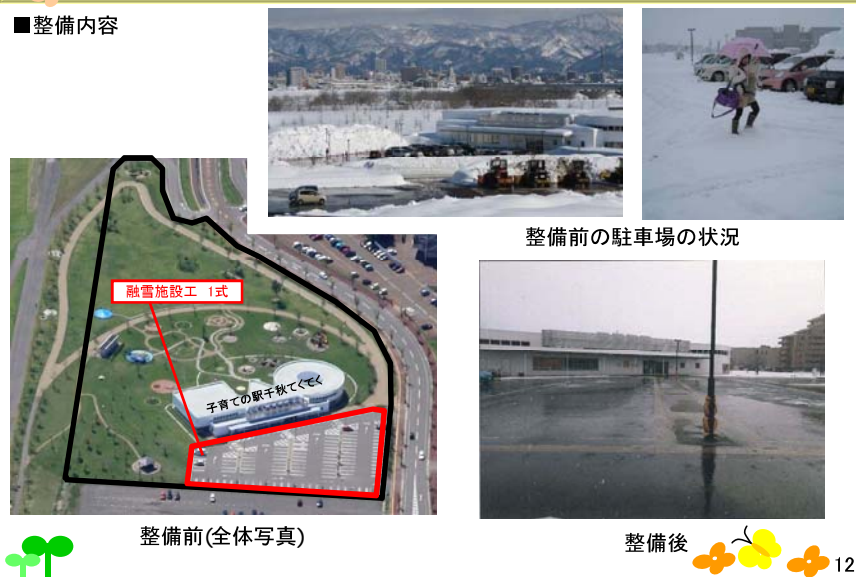 ■整備内容
整備前の駐車場の状況
融雪施設工 1式
子育ての駅千秋てくてく
整備前(全体写真)
整備後
12